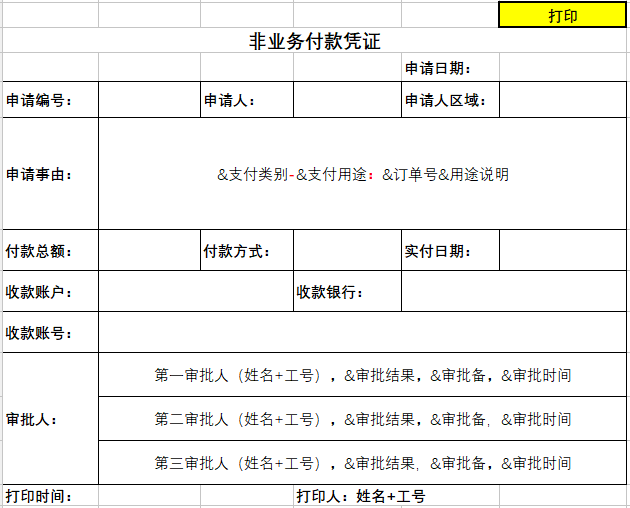 打印
非业务付款凭证
申请日期：
申请编号： 申请人： 申请人区域：
申请事由： &支付类别-&支付用途：&订单号&用途说明
付款总额： 付款方式： 实付日期：
收款账户： 收款银行：
收款账号：
审批人：
第一审批人（姓名+工号），&审批结果，&审批备，&审批时间
第二审批人（姓名+工号），&审批结果，&审批备，&审批时间
第三审批人（姓名+工号），&审批结果，&审批备，&审批时间
打印时间： 打印人：姓名+工号